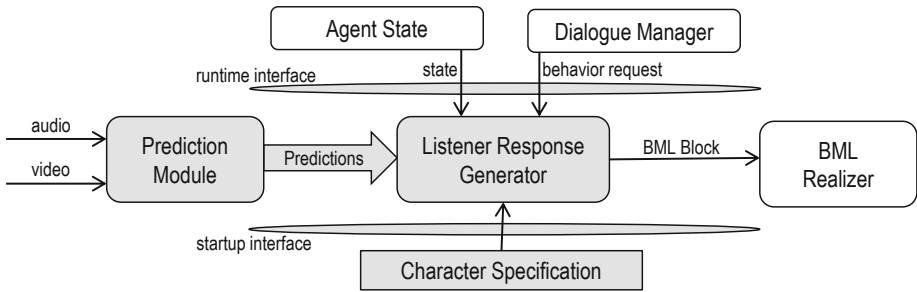 Agent State
Dialogue Manager
state
behavior request
runtime interface
audio
video
Prediction
Module
Predictions
Listener Response
Generator
BML Block
BML
Realizer
startup interface
Character Specification